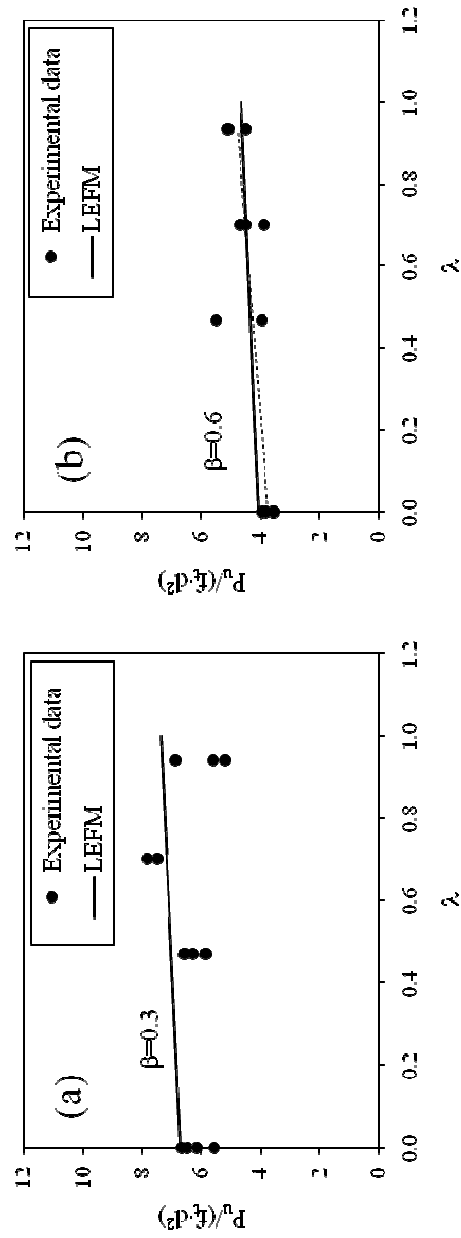 (a)
Experimental data
LEFM
β=0.3
Pu/(ft·d²)
12
10
8
6
4
2
0
0.0 0.2 0.4 0.6 0.8 1.0 1.2
λ
(b)
Experimental data
LEFM
β=0.6
Pu/(ft·d²)
12
10
8
6
4
2
0
0.0 0.2 0.4 0.6 0.8 1.0 1.2
λ